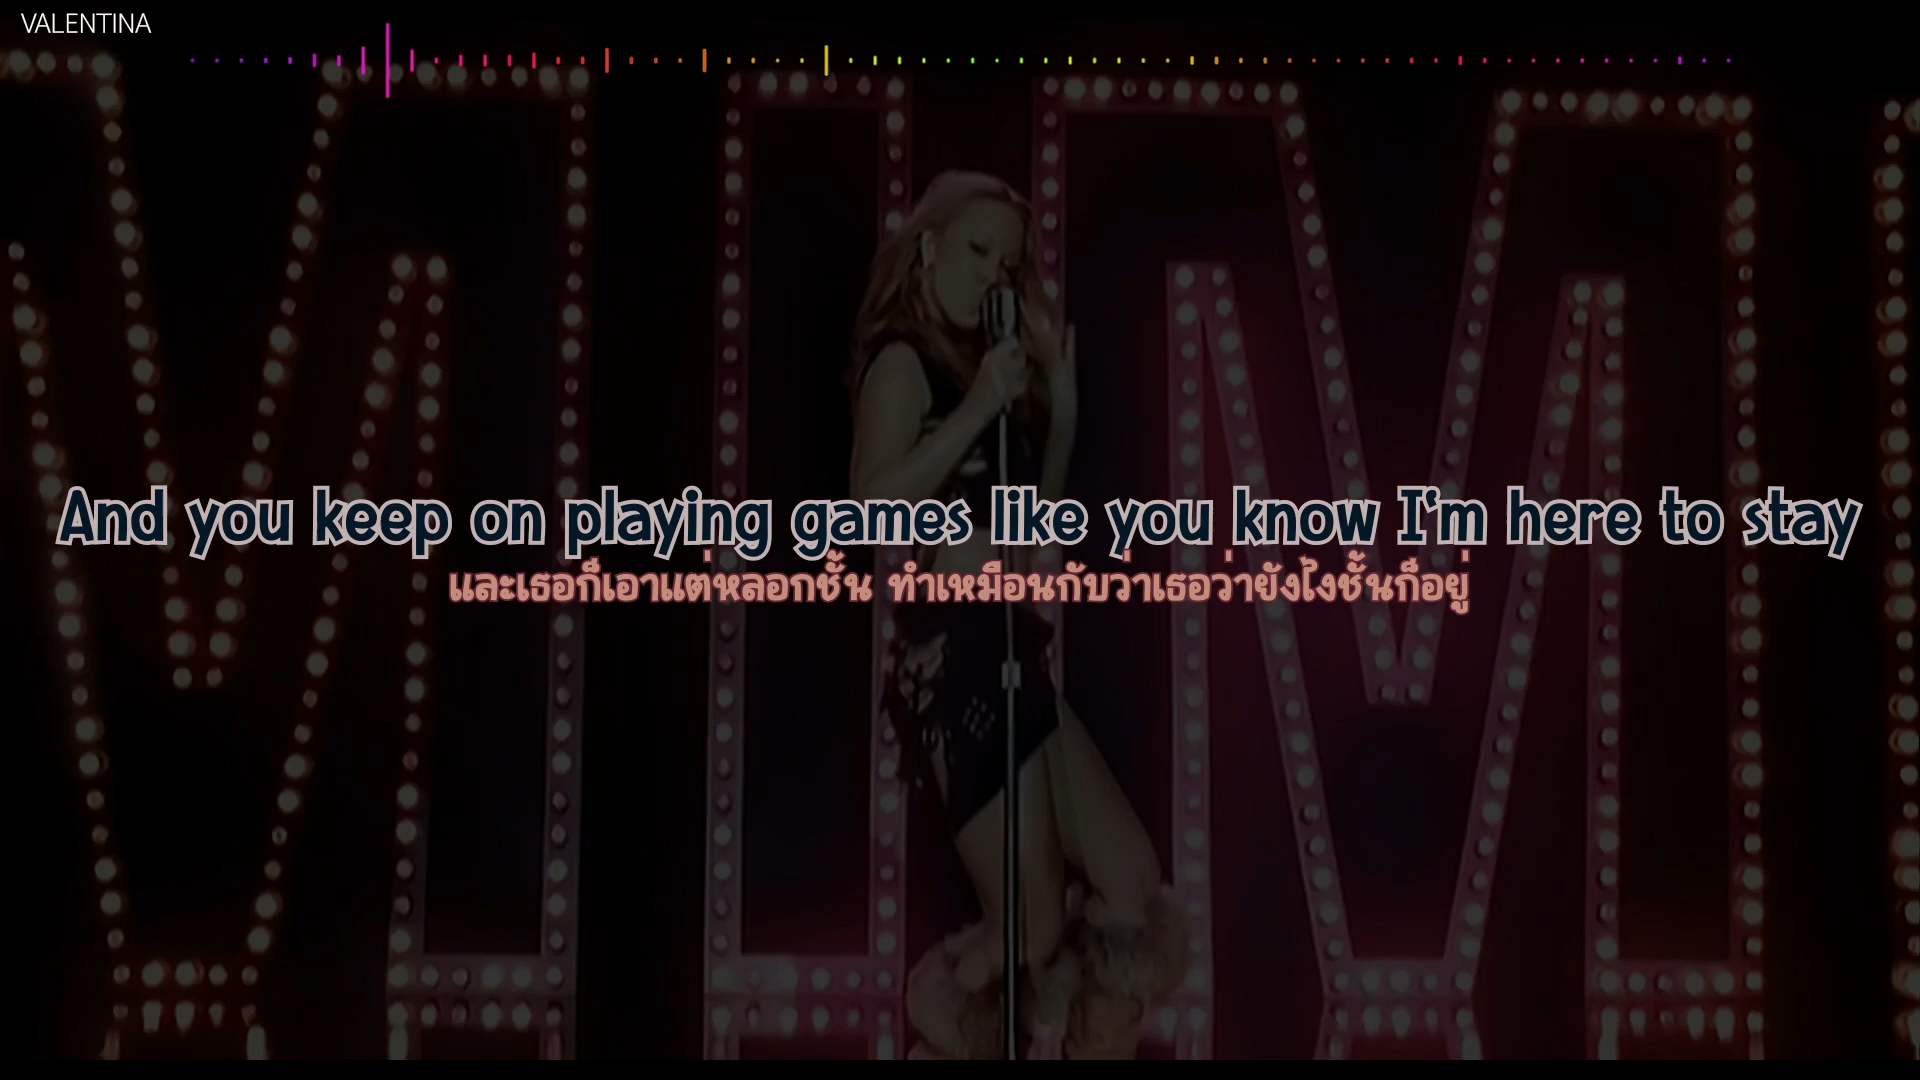 VALENTINA
And you keep on playing games like you know I'm here to stay
และเธอก็เอาแต่หลอกชั้น ทำเหมือนกับว่าเธอว่ายังไงชั้นก็อยู่